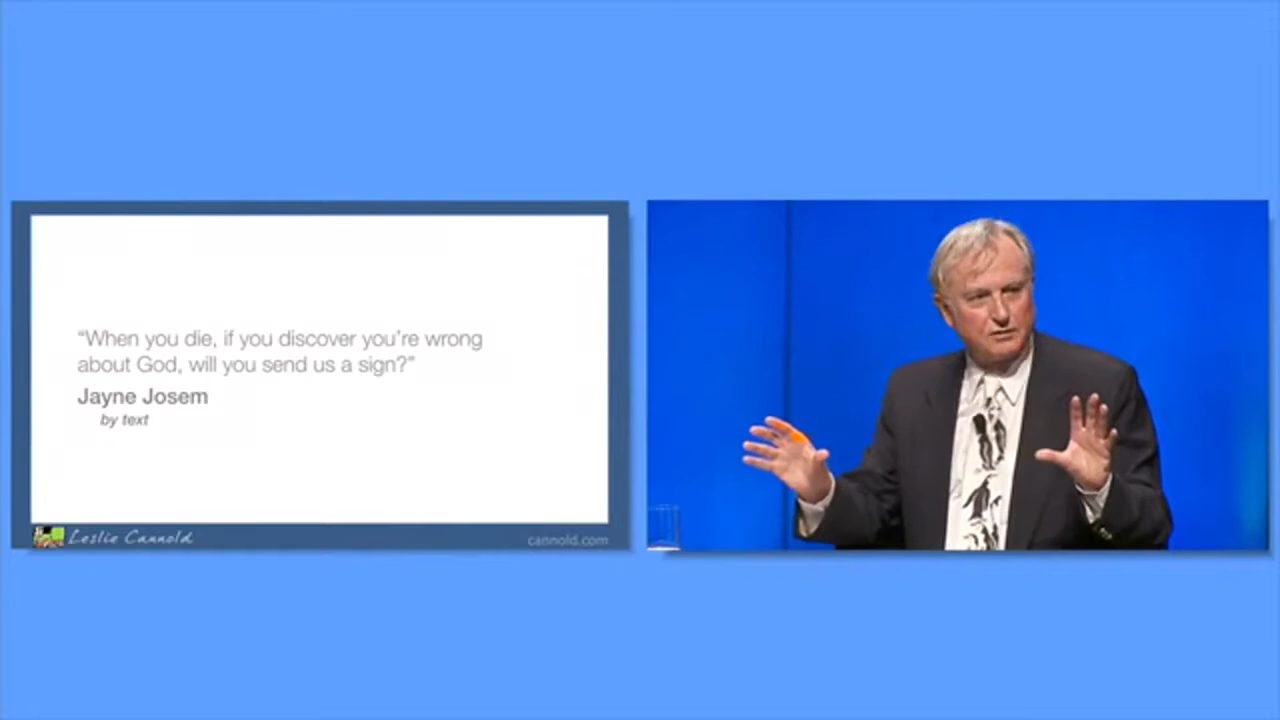 “When you die, if you discover you’re wrong
about God, will you send us a sign?”
Jayne Josem
by text
Leslie Cannold
cannold.com